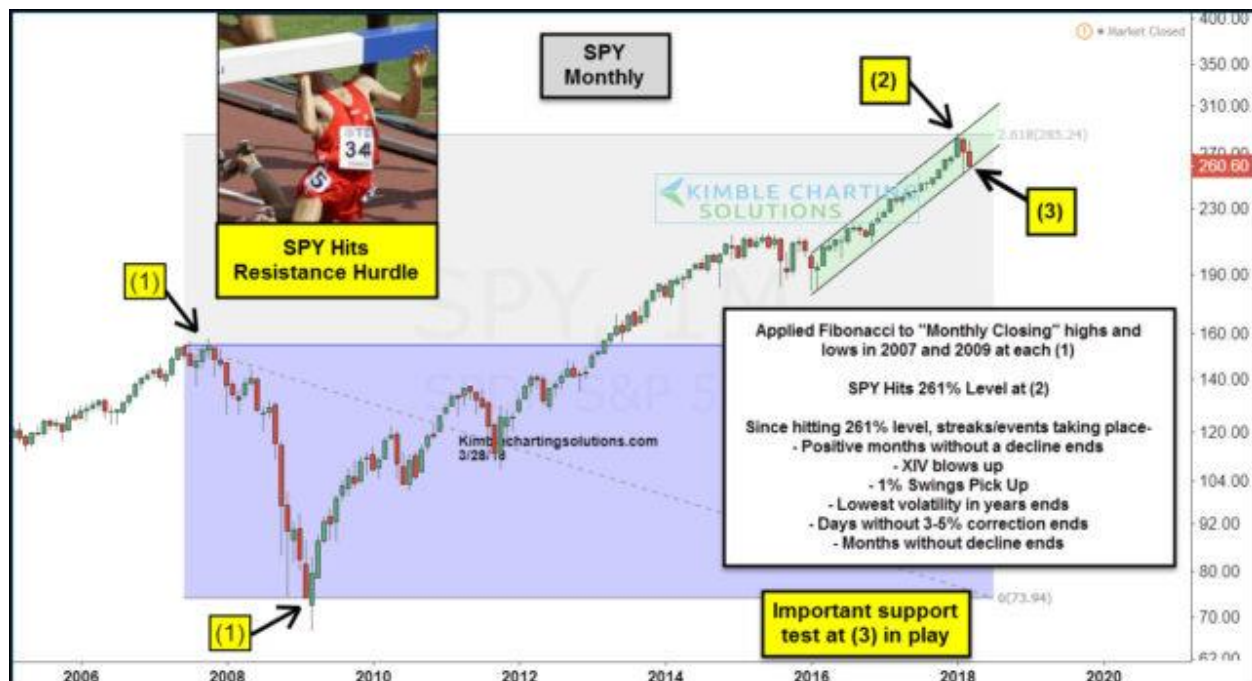 SPY
Monthly
Market Closed
34
5
SPY Hits
Resistance Hurdle
(1)
(2)
(3)
2.618(285.24)
KIMBLE CHARTING
SOLUTIONS
SPY, 1M
Applied Fibonacci to "Monthly Closing" highs and
lows in 2007 and 2009 at each (1)
SPY Hits 261% Level at (2)
Since hitting 261% level, streaks/events taking place-
- Positive months without a decline ends
- XIV blows up
- 1% Swings Pick Up
- Lowest volatility in years ends
- Days without 3-5% correction ends
- Months without decline ends
Kimblechartingsolutions.com
3/28/18
0(73.94)
(1)
Important support
test at (3) in play
400.00
350.00
310.00
270.00
260.60
230.00
190.00
160.00
140.00
120.00
104.00
92.00
80.00
70.00
62.00
2006
2008
2010
2012
2014
2016
2018
2020